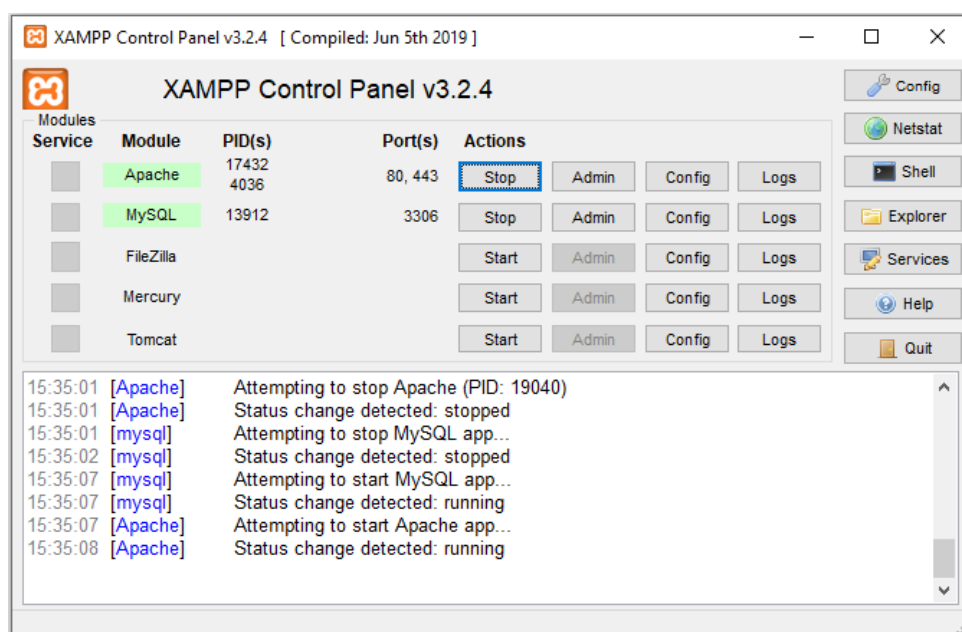 XAMPP Control Panel v3.2.4 [ Compiled: Jun 5th 2019 ]
XAMPP Control Panel v3.2.4
Config
Modules
Service Module PID(s) Port(s) Actions
Netstat
Apache 17432 4036 80, 443 Stop Admin Config Logs
Shell
MySQL 13912 3306 Stop Admin Config Logs
Explorer
FileZilla Start Admin Config Logs
Services
Mercury Start Admin Config Logs
Help
Tomcat Start Admin Config Logs
Quit
15:35:01 [Apache] Attempting to stop Apache (PID: 19040)
15:35:01 [Apache] Status change detected: stopped
15:35:01 [mysql] Attempting to stop MySQL app...
15:35:02 [mysql] Status change detected: stopped
15:35:07 [mysql] Attempting to start MySQL app...
15:35:07 [mysql] Status change detected: running
15:35:07 [Apache] Attempting to start Apache app...
15:35:08 [Apache] Status change detected: running